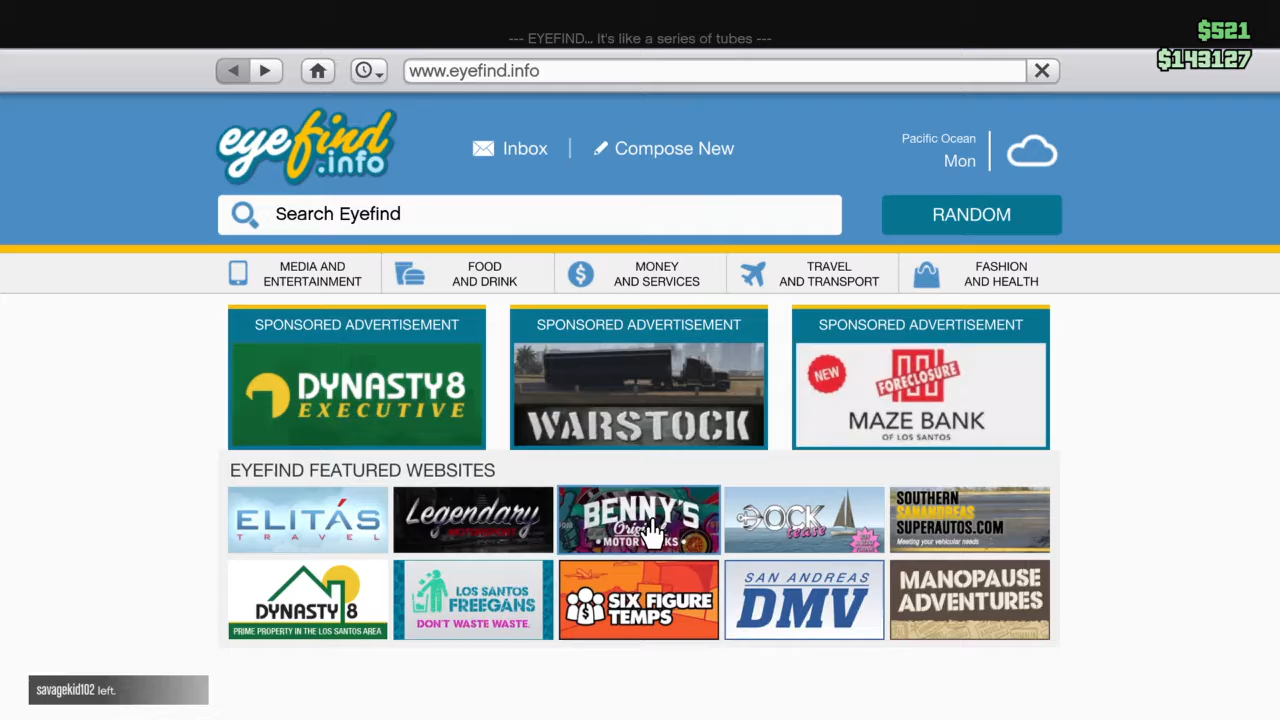 --- EYEFIND... It's like a series of tubes ---
$521
$143127
www.eyefind.info
eyefind
.info
Inbox
Compose New
Pacific Ocean
Mon
Search Eyefind
RANDOM
MEDIA AND
ENTERTAINMENT
FOOD
AND DRINK
MONEY
AND SERVICES
TRAVEL
AND TRANSPORT
FASHION
AND HEALTH
SPONSORED ADVERTISEMENT
DYNASTY 8
EXECUTIVE
SPONSORED ADVERTISEMENT
WARSTOCK
SPONSORED ADVERTISEMENT
NEW
FORECLOSURE
MAZE BANK
OF LOS SANTOS
EYEFIND FEATURED WEBSITES
ELITÁS
TRAVEL
Legendary
BENNY'S
Original
MOTOR WORKS
DOCK
tease
SOUTHERN
SANANDREAS
SUPERAUTOS.COM
Meeting your vehicular needs
DYNASTY 8
PRIME PROPERTY IN THE LOS SANTOS AREA
LOS SANTOS
FREEGANS
DON'T WASTE WASTE.
SIX FIGURE
TEMPS
SAN ANDREAS
DMV
MANOPAUSE
ADVENTURES
savagekid102 left.